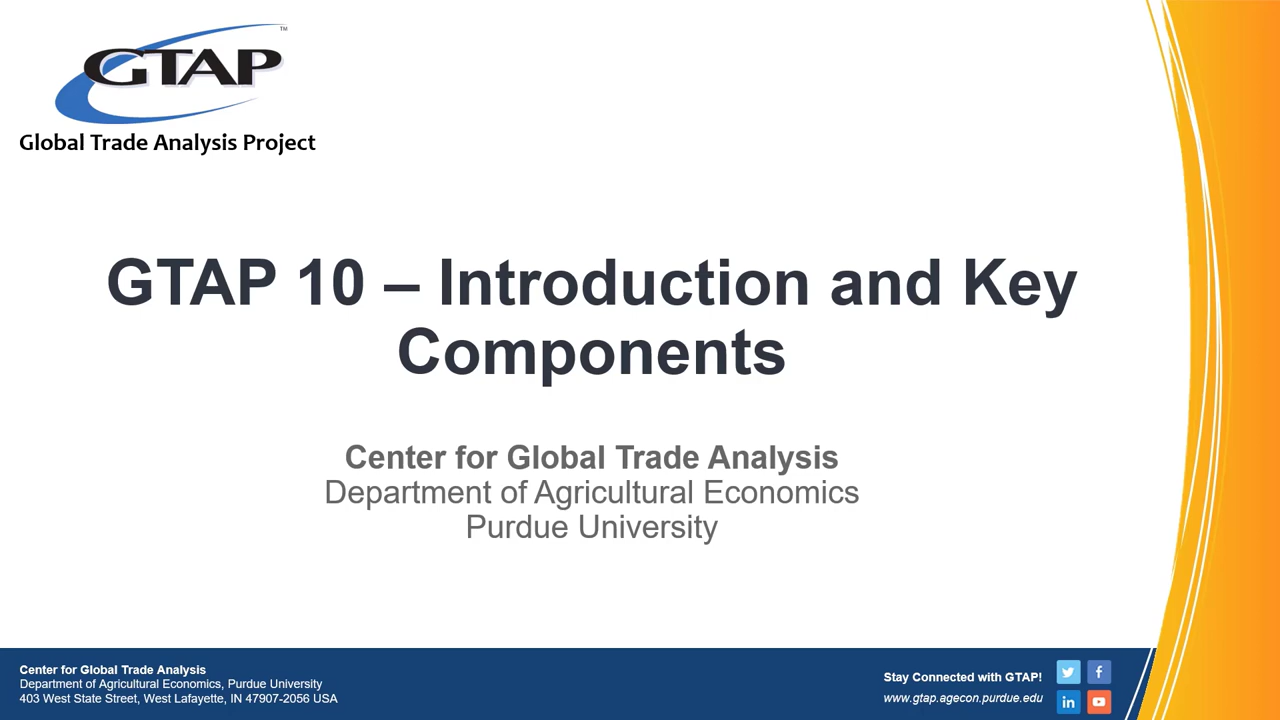 GTAP™
Global Trade Analysis Project
GTAP 10 – Introduction and Key
Components
Center for Global Trade Analysis
Department of Agricultural Economics
Purdue University
Center for Global Trade Analysis
Department of Agricultural Economics, Purdue University
403 West State Street, West Lafayette, IN 47907-2056 USA
Stay Connected with GTAP!
www.gtap.agecon.purdue.edu